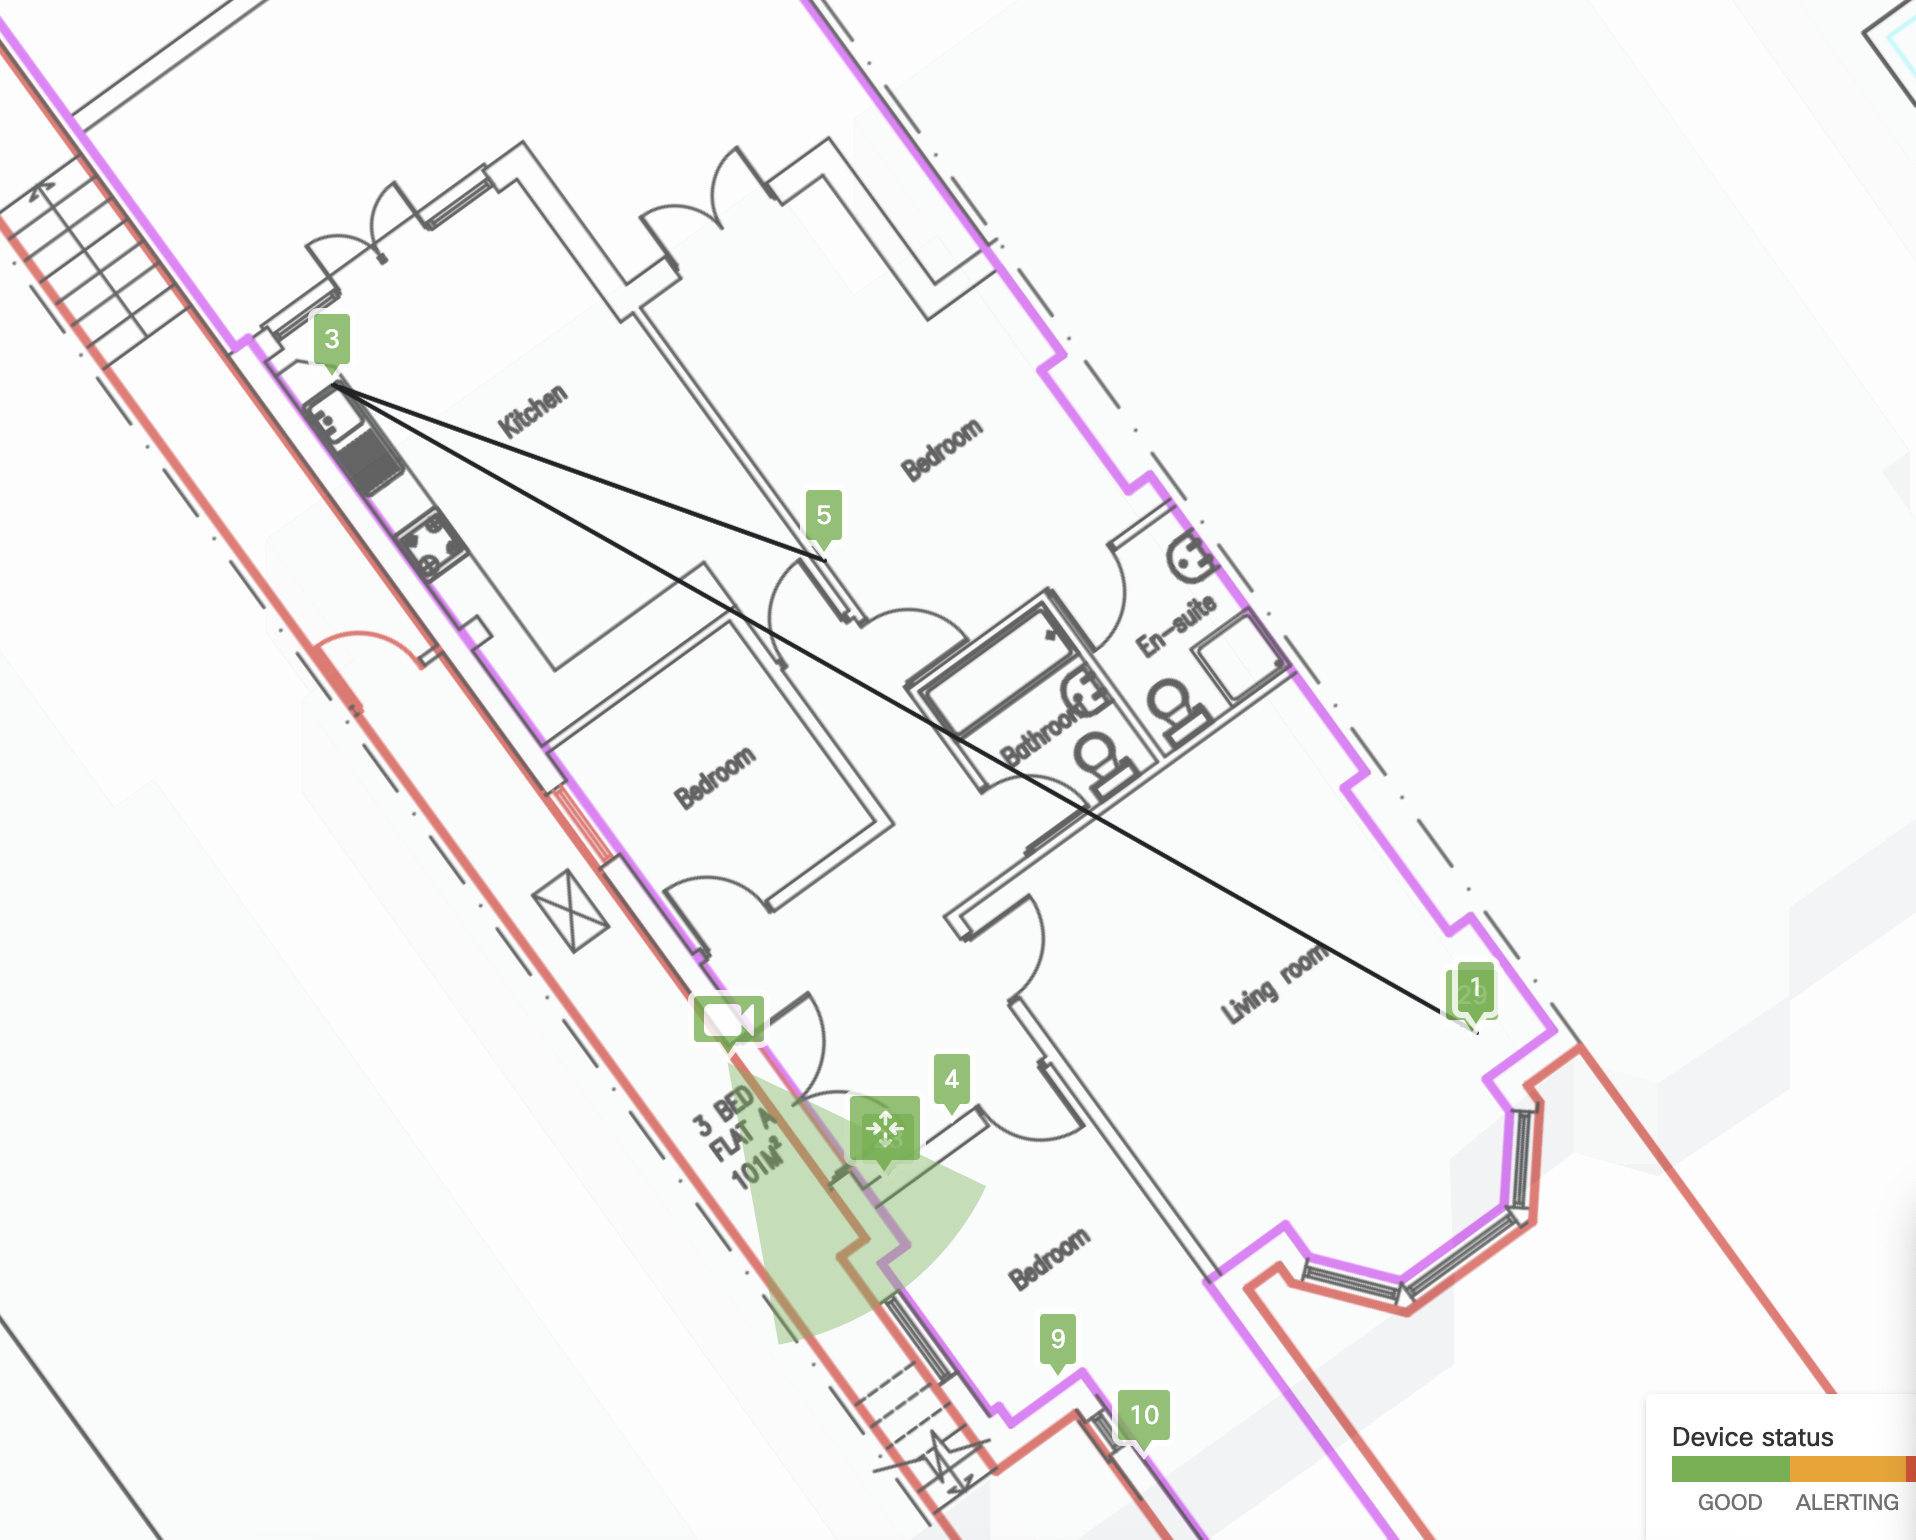 3
Kitchen
Bedroom
5
En-suite
Bathroom
Bedroom
Living room
1
29
4
3 BED
FLAT A
101M²
Bedroom
9
10
Device status
GOOD
ALERTING